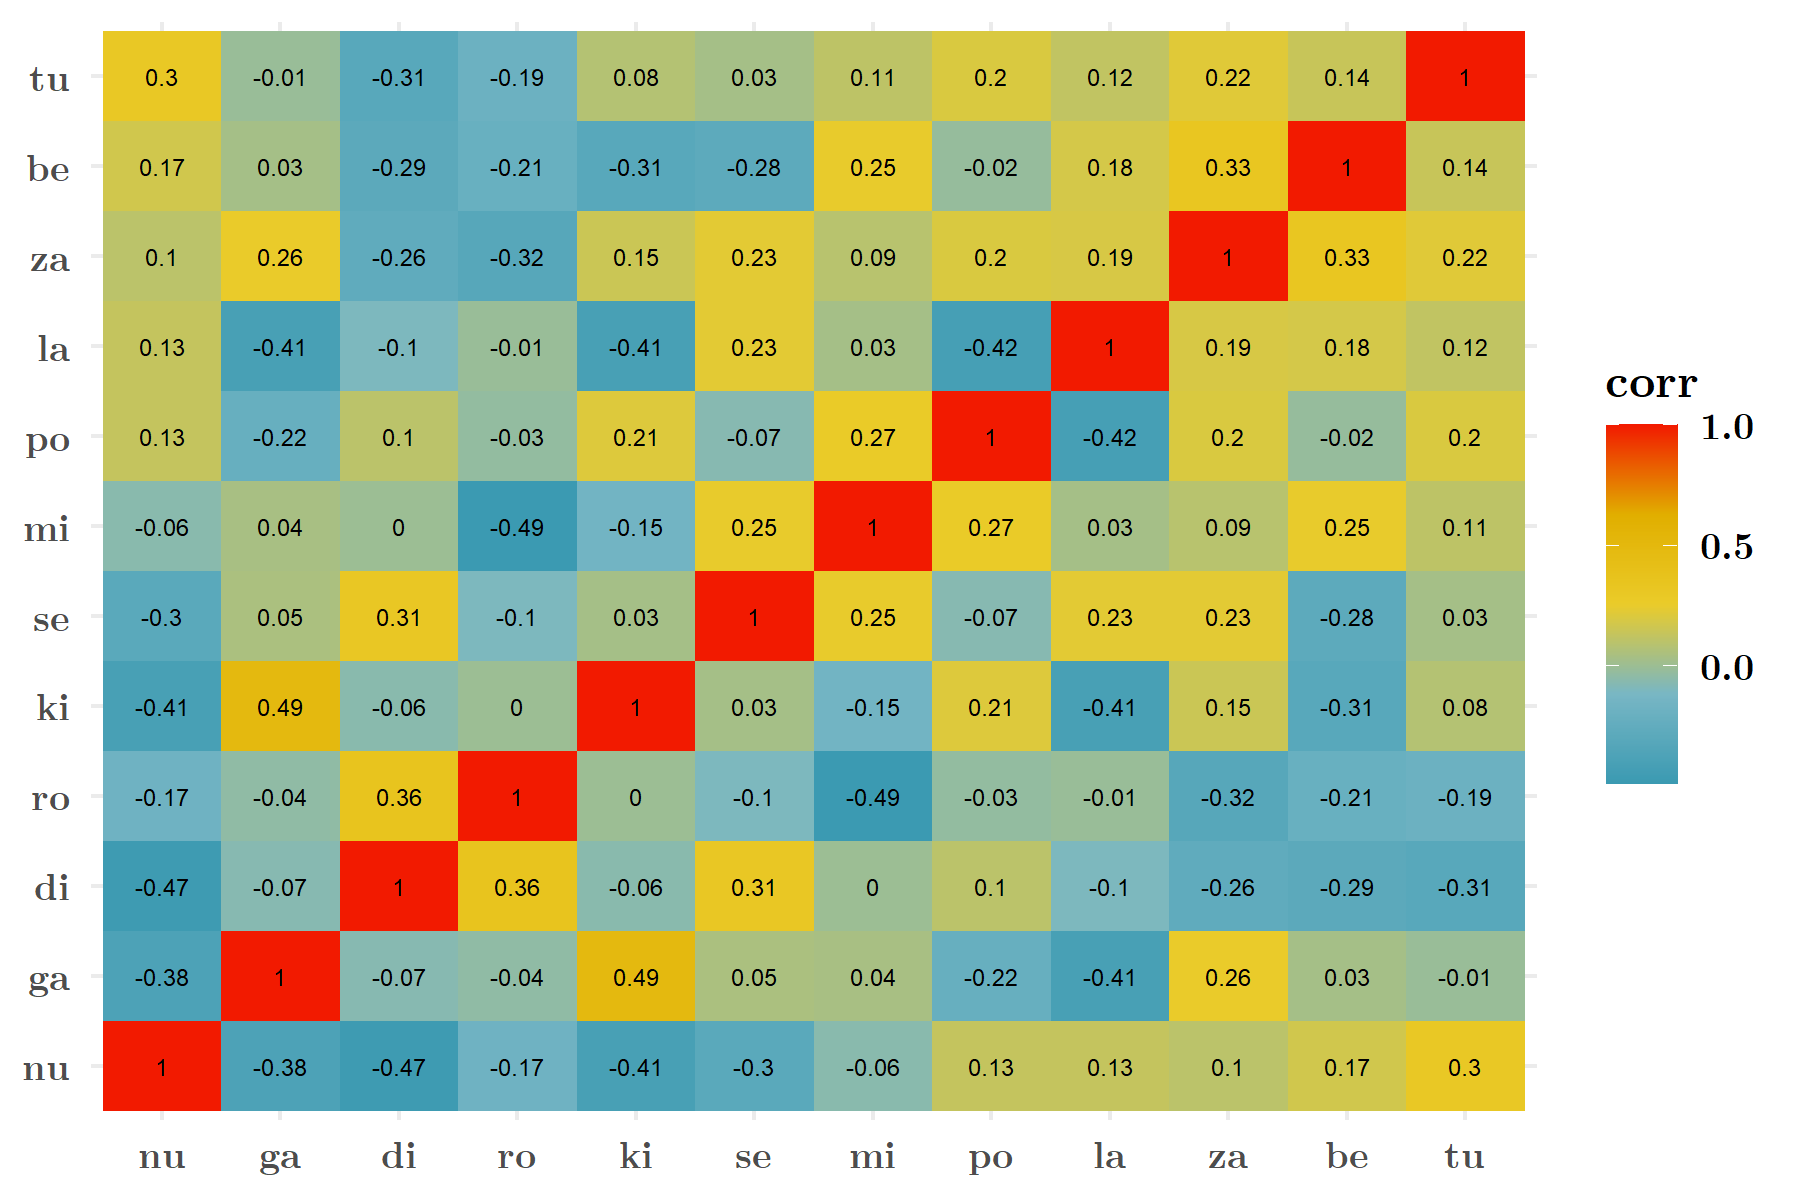 tu 0.3 -0.01 -0.31 -0.19 0.08 0.03 0.11 0.2 0.12 0.22 0.14 1
be 0.17 0.03 -0.29 -0.21 -0.31 -0.28 0.25 -0.02 0.18 0.33 1 0.14
za 0.1 0.26 -0.26 -0.32 0.15 0.23 0.09 0.2 0.19 1 0.33 0.22
la 0.13 -0.41 -0.1 -0.01 -0.41 0.23 0.03 -0.42 1 0.19 0.18 0.12
po 0.13 -0.22 0.1 -0.03 0.21 -0.07 0.27 1 -0.42 0.2 -0.02 0.2
mi -0.06 0.04 0 -0.49 -0.15 0.25 1 0.27 0.03 0.09 0.25 0.11
se -0.3 0.05 0.31 -0.1 0.03 1 0.25 -0.07 0.23 0.23 -0.28 0.03
ki -0.41 0.49 -0.06 0 1 0.03 -0.15 0.21 -0.41 0.15 -0.31 0.08
ro -0.17 -0.04 0.36 1 0 -0.1 -0.49 -0.03 -0.01 -0.32 -0.21 -0.19
di -0.47 -0.07 1 0.36 -0.06 0.31 0 0.1 -0.1 -0.26 -0.29 -0.31
ga -0.38 1 -0.07 -0.04 0.49 0.05 0.04 -0.22 -0.41 0.26 0.03 -0.01
nu 1 -0.38 -0.47 -0.17 -0.41 -0.3 -0.06 0.13 0.13 0.1 0.17 0.3
nu ga di ro ki se mi po la za be tu
corr
1.0
0.5
0.0